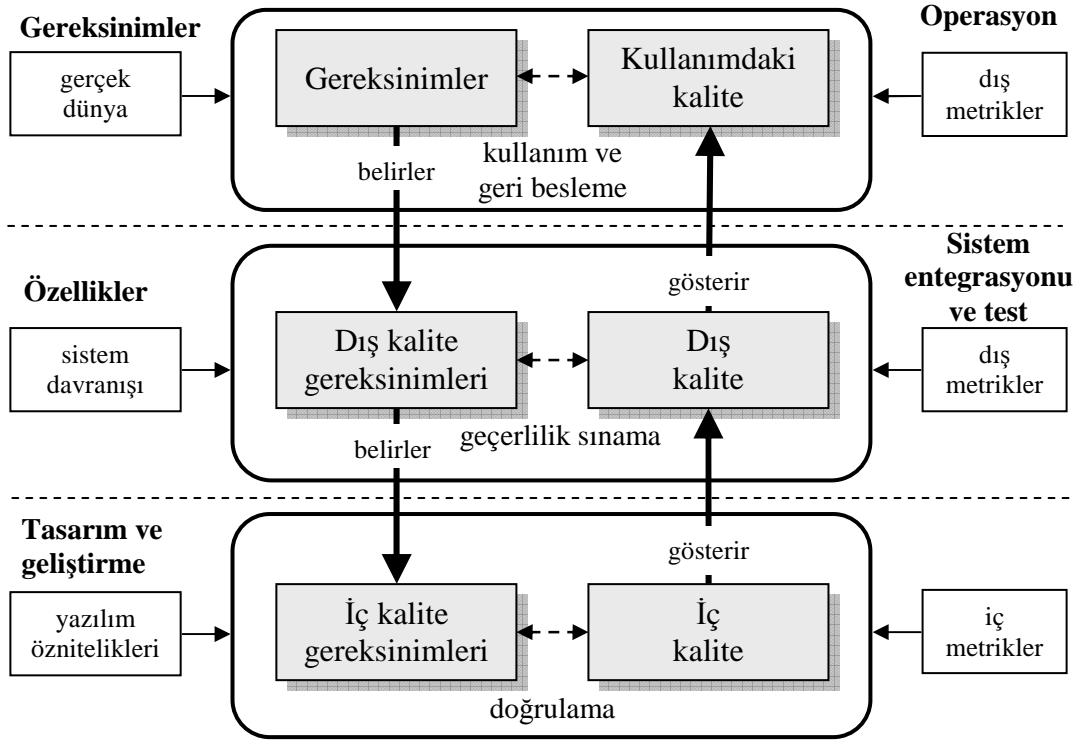 Gereksinimler
gerçek
dünya
Gereksinimler
Kullanımdaki
kalite
Operasyon
dış
metrikler
belirler
kullanım ve
geri besleme
Özellikler
sistem
davranışı
Dış kalite
gereksinimleri
gösterir
Dış
kalite
Sistem
entegrasyonu
ve test
dış
metrikler
belirler
geçerlilik sınama
Tasarım ve
geliştirme
yazılım
öznitelikleri
İç kalite
gereksinimleri
gösterir
İç
kalite
iç
metrikler
doğrulama